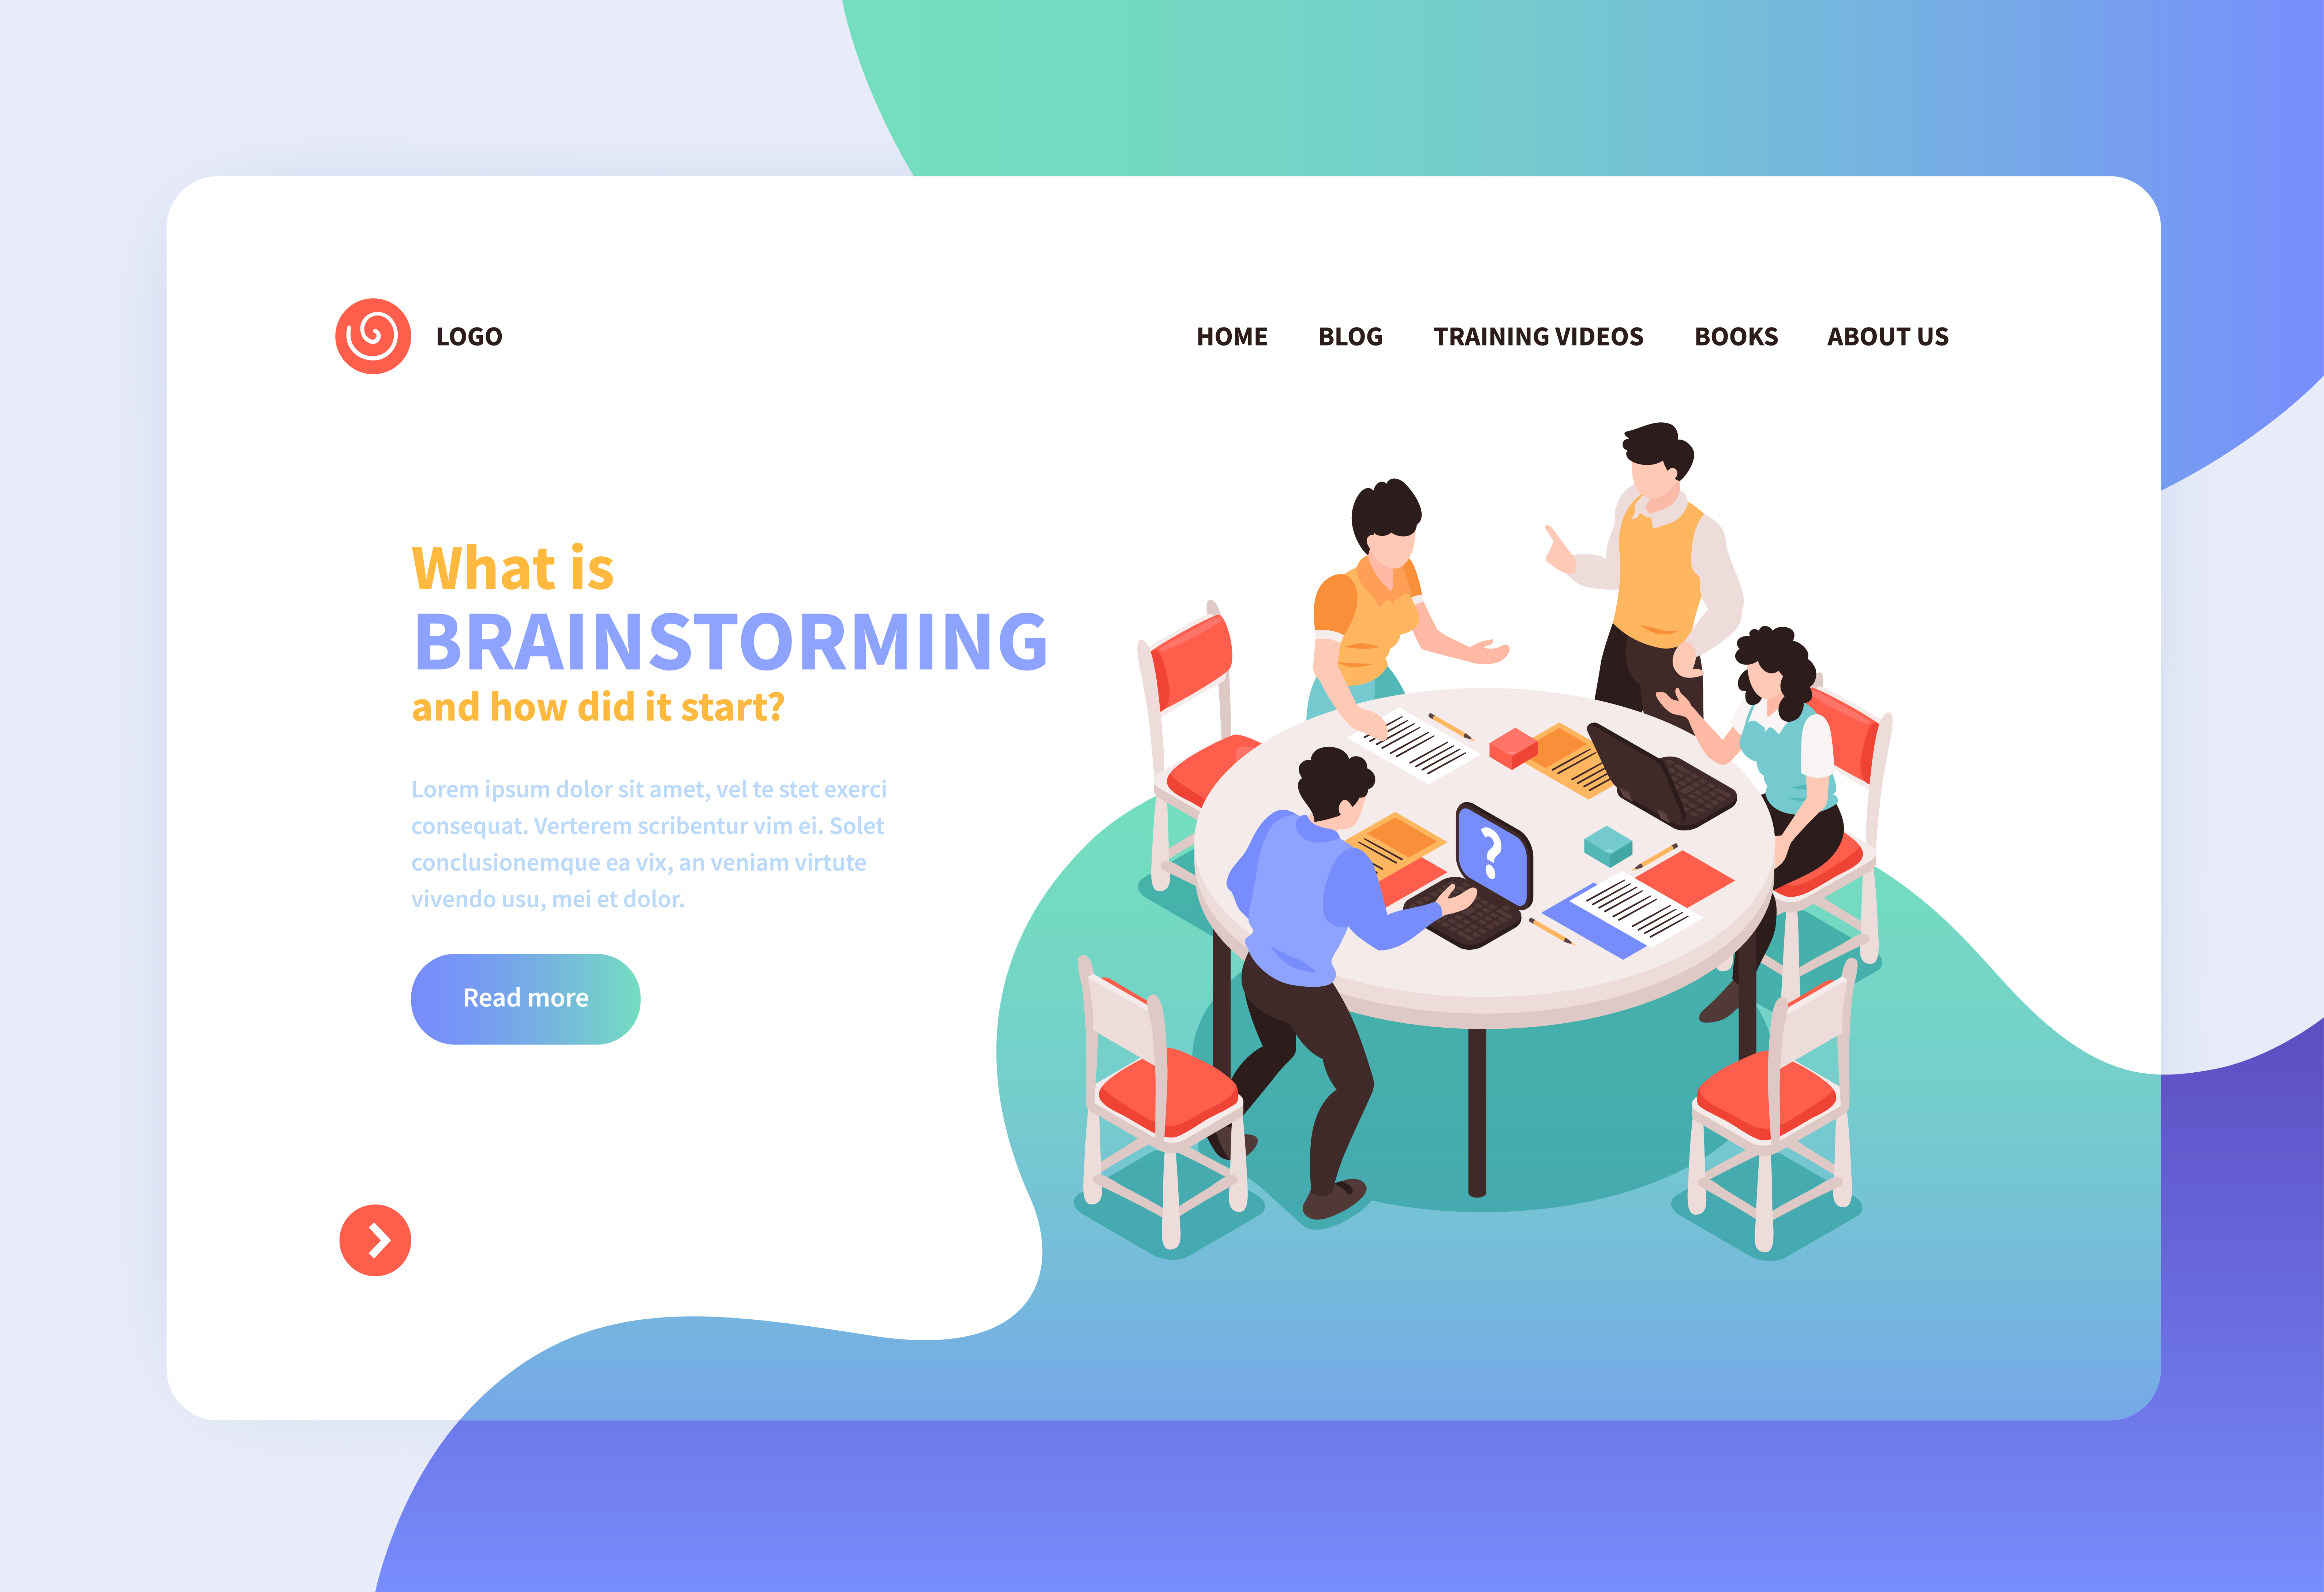 LOGO
HOME BLOG TRAINING VIDEOS BOOKS ABOUT US
What is
BRAINSTORMING
and how did it start?
Lorem ipsum dolor sit amet, vel te stet exerci
consequat. Verterem scribentur vim ei. Solet
conclusionemque ea vix, an veniam virtute
vivendo usu, mei et dolor.
Read more
?